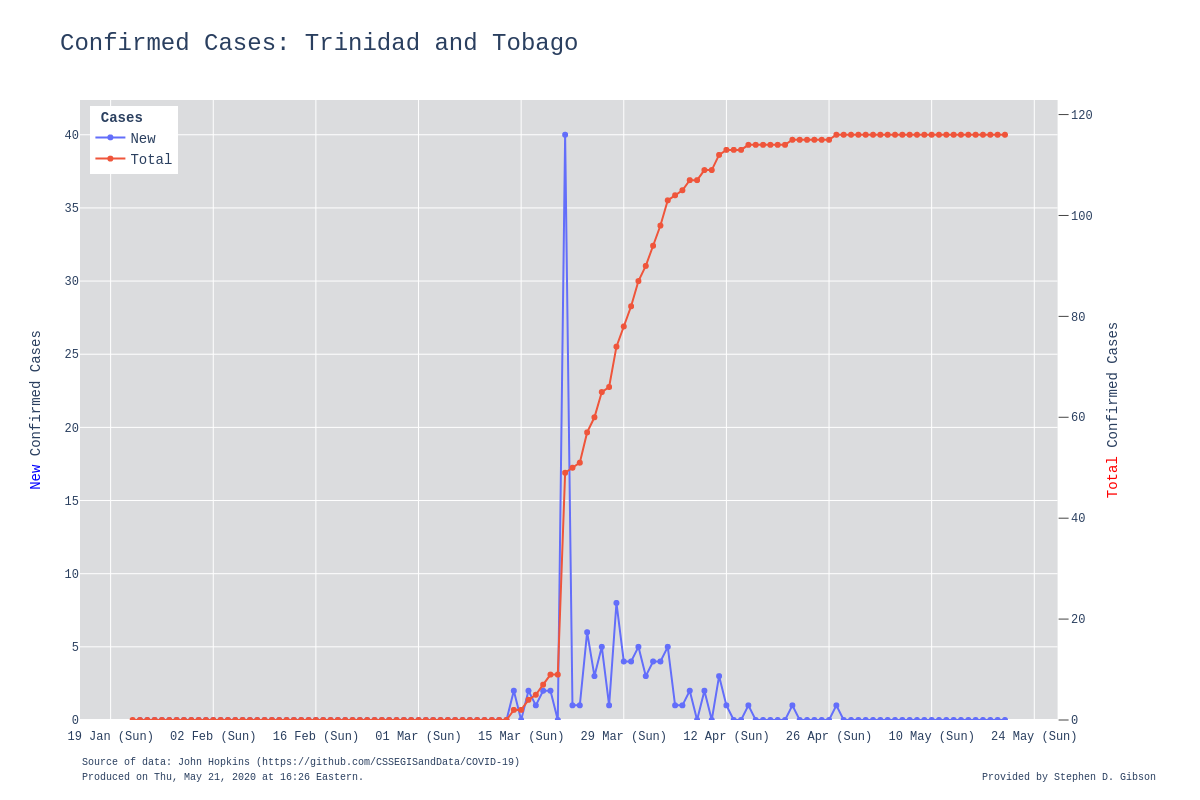 Confirmed Cases: Trinidad and Tobago
Cases
New
Total
40
35
30
25
20
15
10
5
0
120
100
80
60
40
20
0
New Confirmed Cases
Total Confirmed Cases
19 Jan (Sun) 02 Feb (Sun) 16 Feb (Sun) 01 Mar (Sun) 15 Mar (Sun) 29 Mar (Sun) 12 Apr (Sun) 26 Apr (Sun) 10 May (Sun) 24 May (Sun)
Source of data: John Hopkins (https://github.com/CSSEGISandData/COVID-19)
Produced on Thu, May 21, 2020 at 16:26 Eastern.
Provided by Stephen D. Gibson